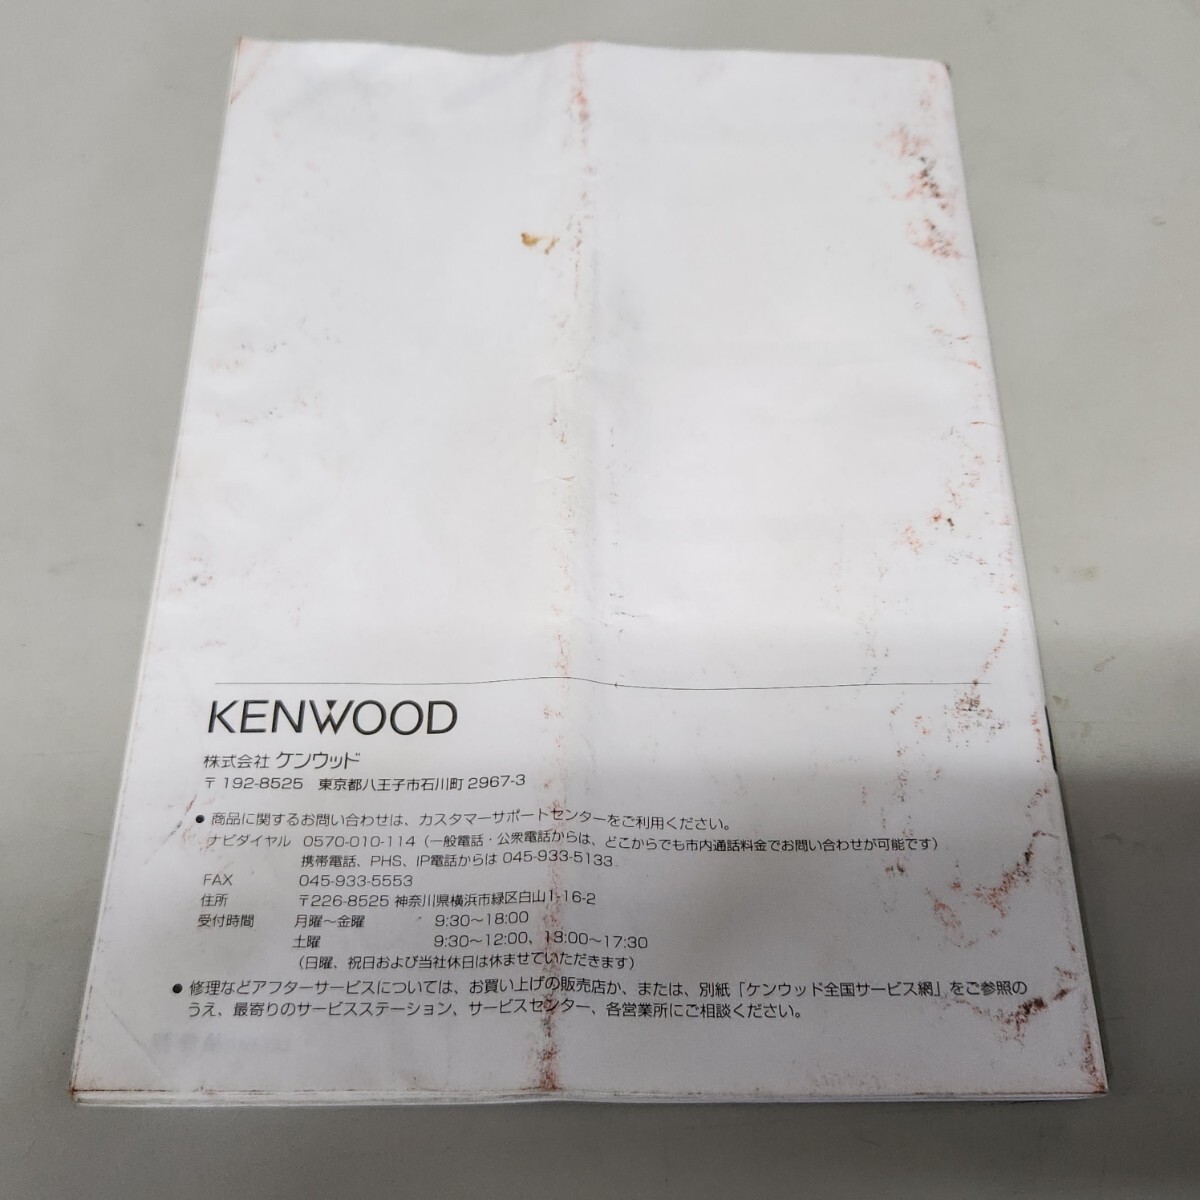 KENWOOD
株式会社 ケンウッド
〒192-8525 東京都八王子市石川町 2967-3
● 商品に関するお問い合わせは、カスタマーサポートセンターをご利用ください。
ナビダイヤル 0570-010-114（一般電話・公衆電話からは、どこからでも市内通話料金でお問い合わせが可能です）
携帯電話、PHS、IP電話からは 045-933-5133
FAX 045-933-5553
住所 〒226-8525 神奈川県横浜市緑区白山1-16-2
受付時間 月曜～金曜 9:30～18:00
土曜 9:30～12:00、13:00～17:30
（日曜、祝日および当社休日は休ませていただきます）
● 修理などアフターサービスについては、お買い上げの販売店か、または、別紙「ケンウッド全国サービス網」をご参照の
うえ、最寄りのサービスステーション、サービスセンター、各営業所にご相談ください。